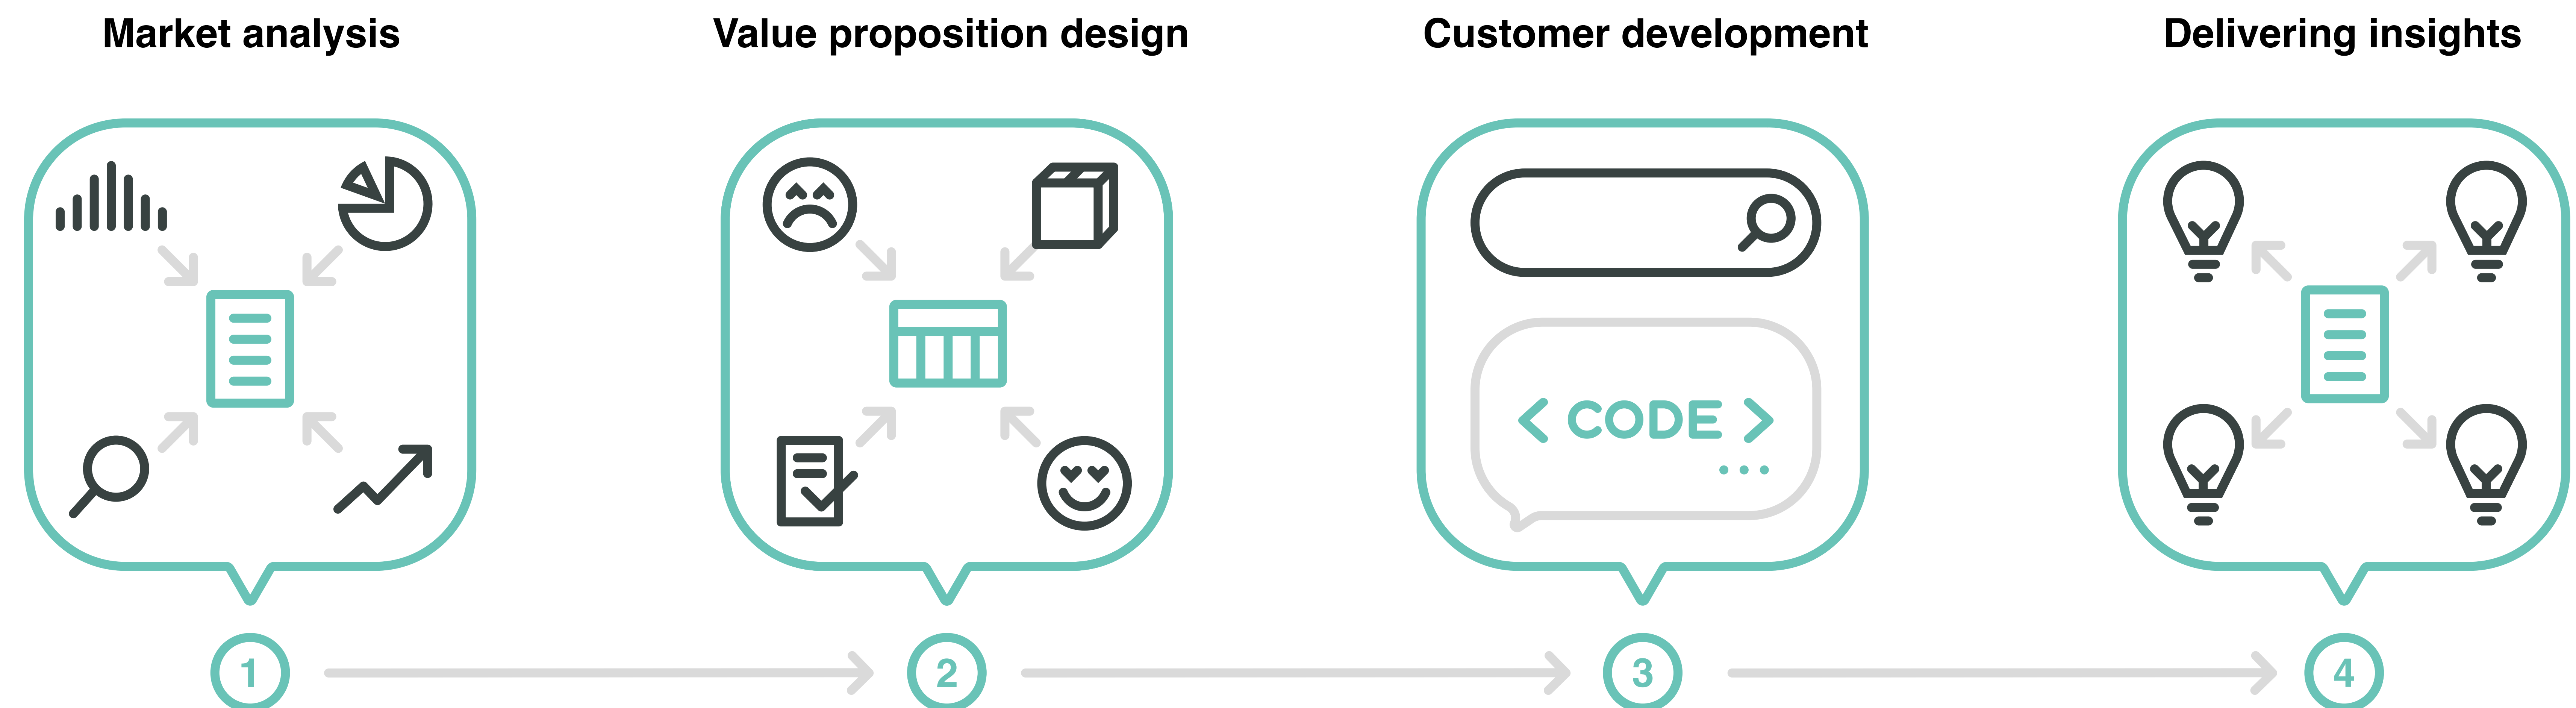 Market analysis
Value proposition design
Customer development
Delivering insights
< CODE >
...
1
2
3
4